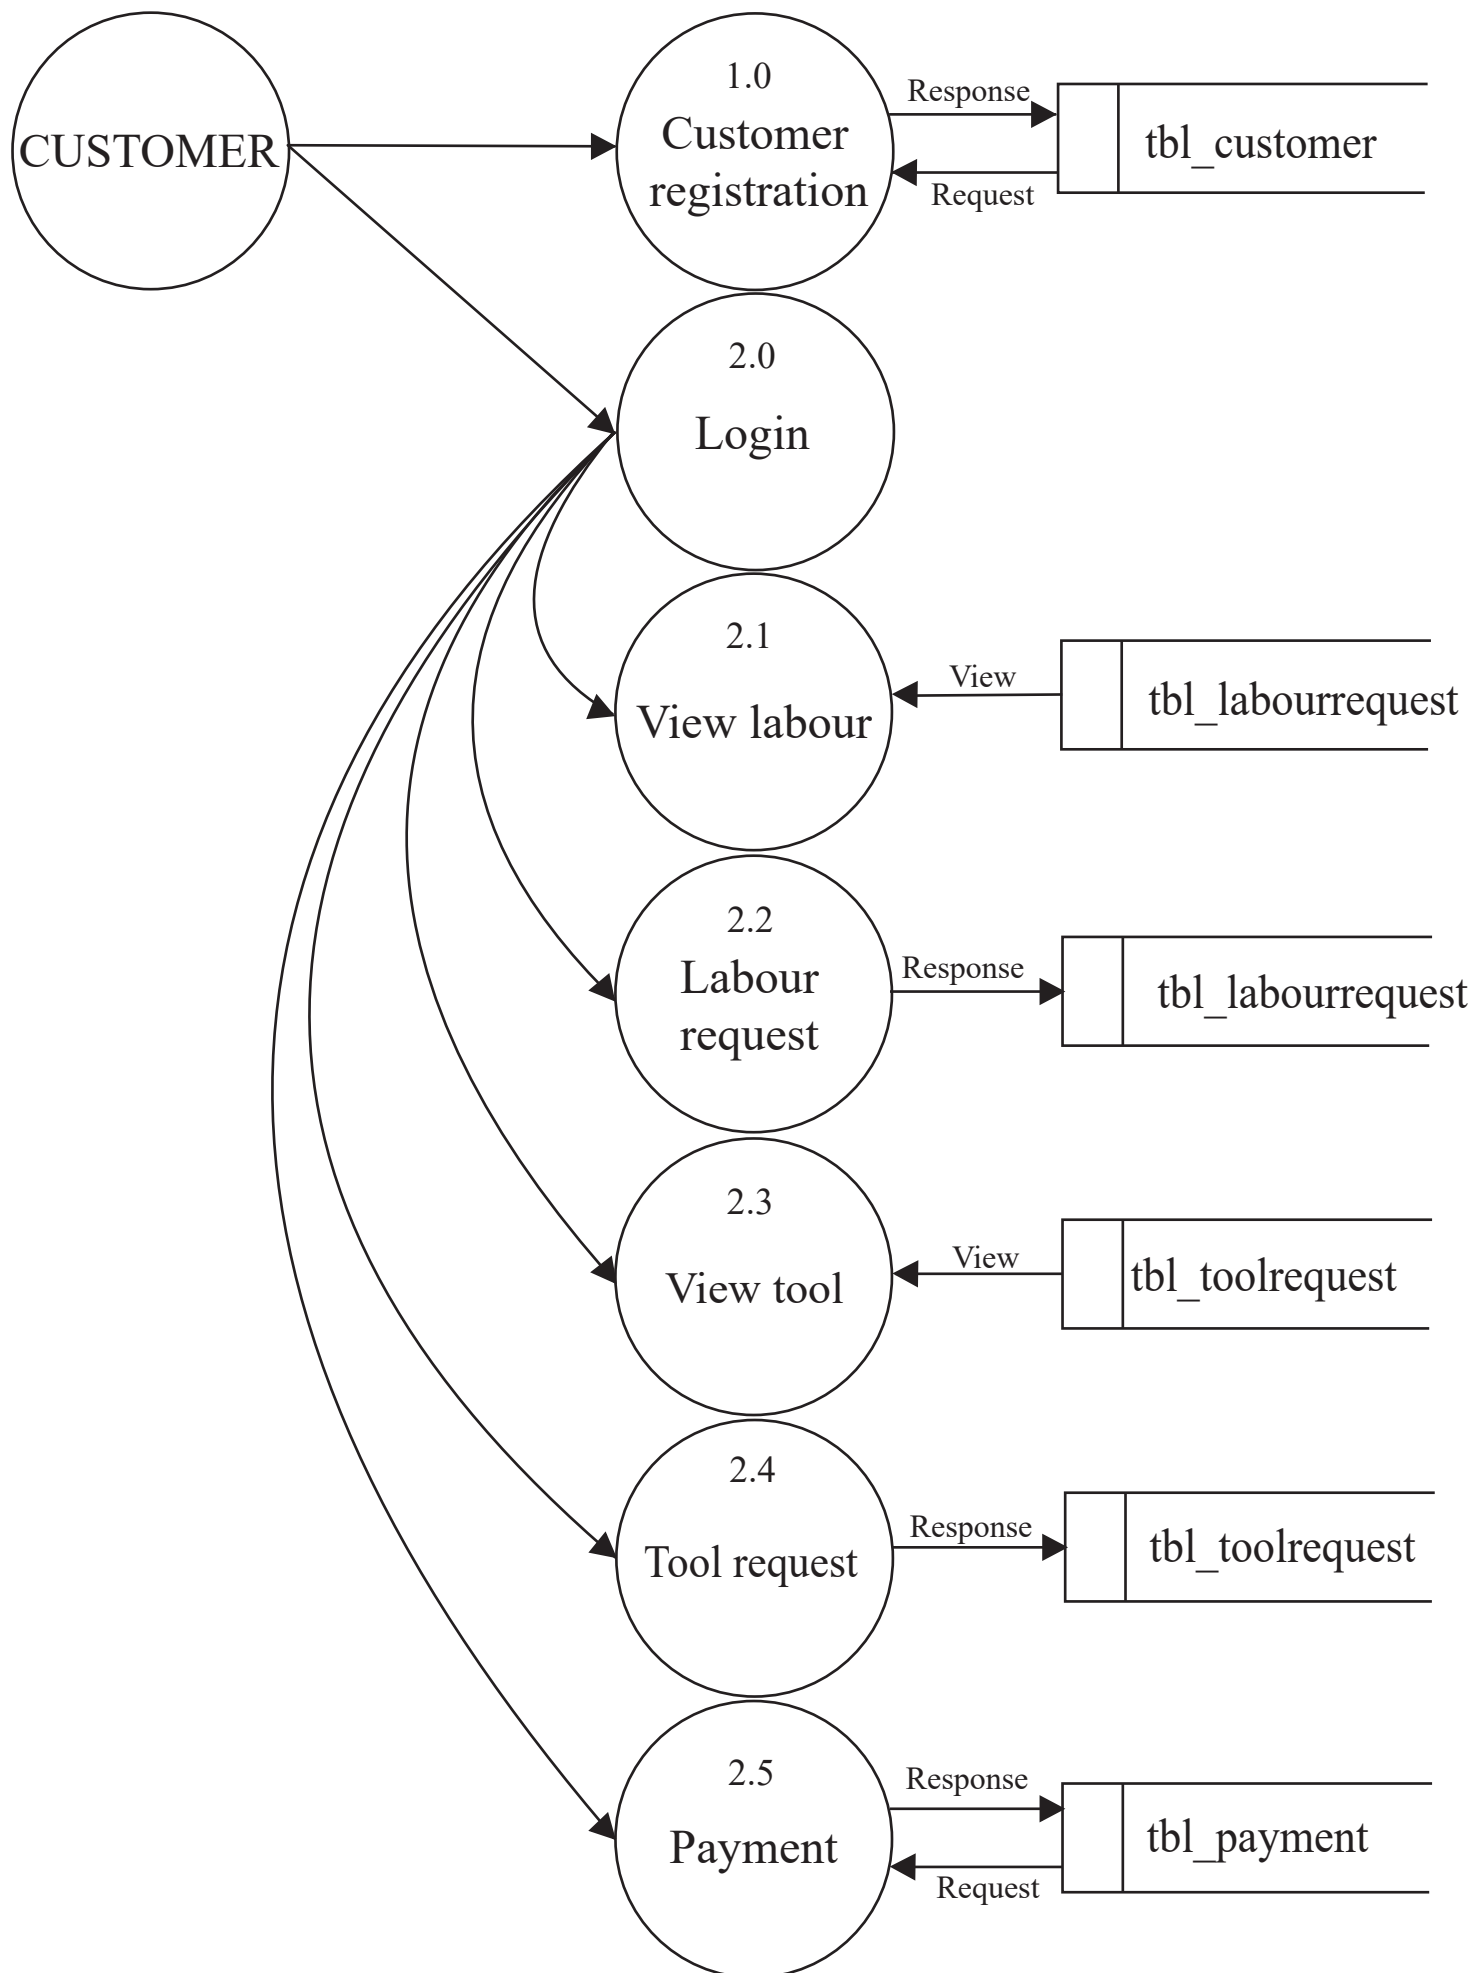 CUSTOMER
1.0
Customer
registration
Response
Request
tbl_customer
2.0
Login
2.1
View labour
View
tbl_labourrequest
2.2
Labour
request
Response
tbl_labourrequest
2.3
View tool
View
tbl_toolrequest
2.4
Tool request
Response
tbl_toolrequest
2.5
Payment
Response
Request
tbl_payment